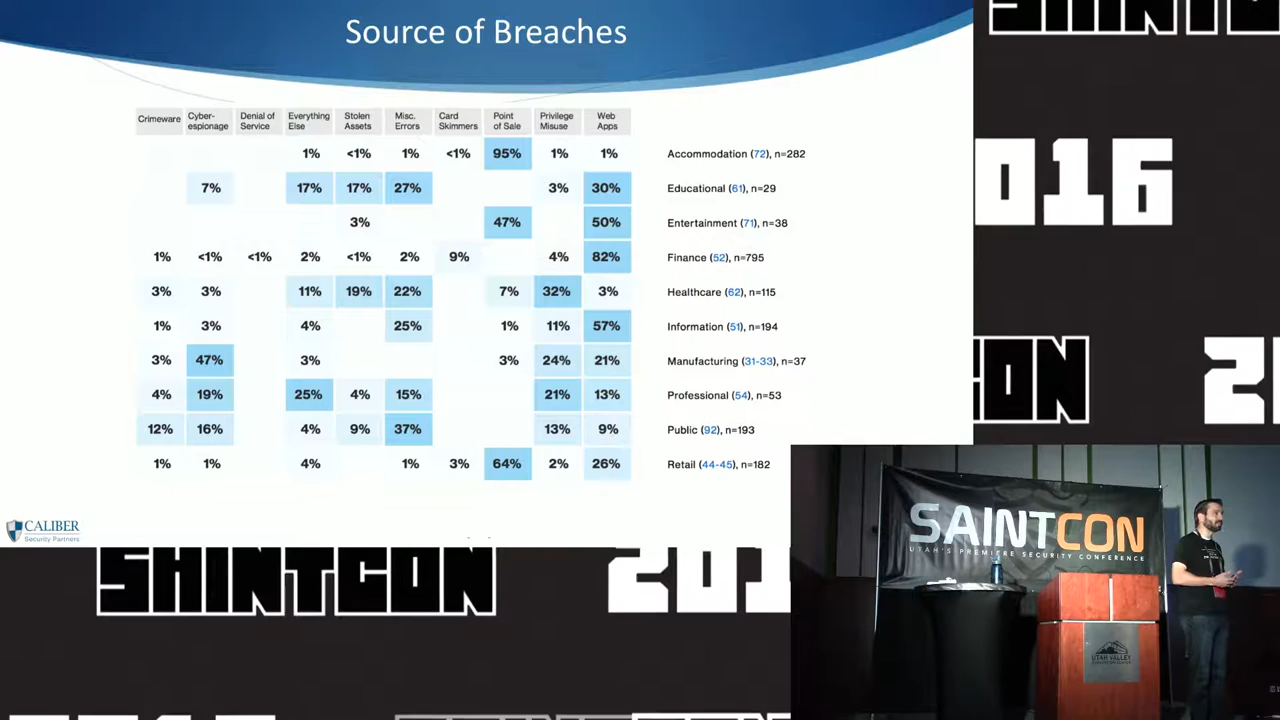 Source of Breaches
Crimeware Cyber-espionage Denial of Service Everything Else Stolen Assets Misc. Errors Card Skimmers Point of Sale Privilege Misuse Web Apps
1% <1% 1% <1% 95% 1% 1% Accommodation (72), n=282
7% 17% 17% 27% 3% 30% Educational (61), n=29
3% 47% 50% Entertainment (71), n=38
1% <1% <1% 2% <1% 2% 9% 4% 82% Finance (52), n=795
3% 3% 11% 19% 22% 7% 32% 3% Healthcare (62), n=115
1% 3% 4% 25% 1% 11% 57% Information (51), n=194
3% 47% 3% 3% 24% 21% Manufacturing (31-33), n=37
4% 19% 25% 4% 15% 21% 13% Professional (54), n=53
12% 16% 4% 9% 37% 13% 9% Public (92), n=193
1% 1% 4% 1% 3% 64% 2% 26% Retail (44-45), n=182
CALIBER
Security Partners
SAINTCON
UTAH'S PREMIERE SECURITY CONFERENCE
UTAH VALLEY
CONVENTION CENTER
SAINTCON